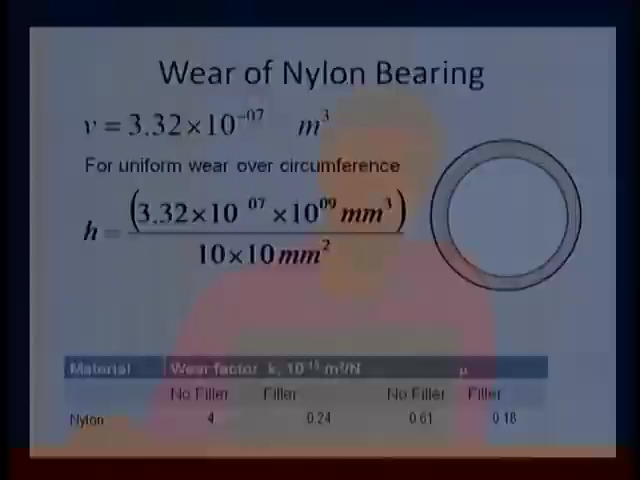 Wear of Nylon Bearing
v = 3.32×10⁻⁰⁷ m³
For uniform wear over circumference
h = (3.32×10⁻⁰⁷ ×10⁰⁹ mm³) / 10×10 mm²
Material Wear factor k, 10⁻¹⁵ m³/N μ
No Filler Filler No Filler Filler
Nylon 4 0.24 0.61 0.18